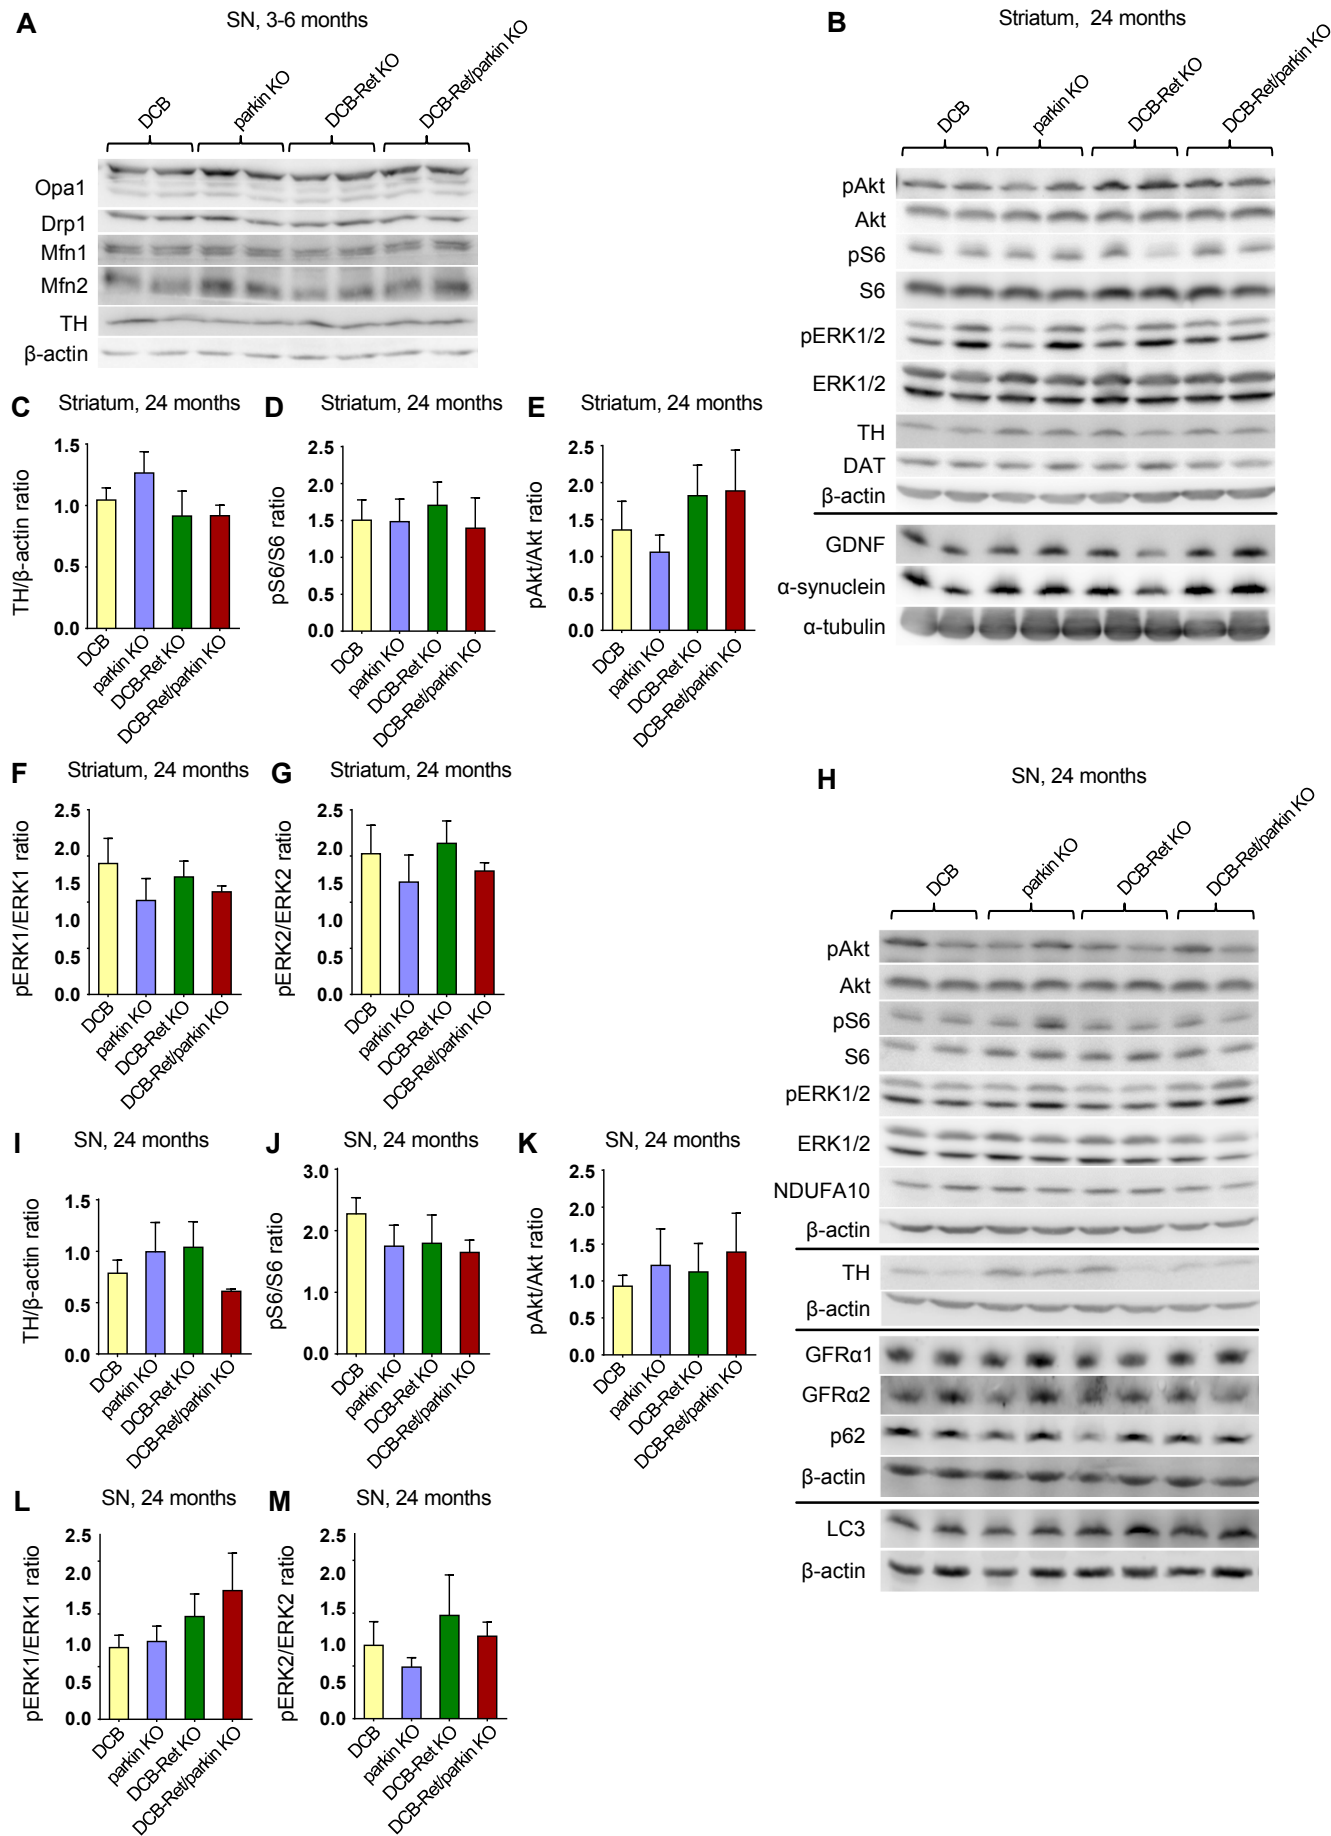 A
SN, 3-6 months
DCB
parkin KO
DCB-Ret KO
DCB-Ret/parkin KO
Opa1
Drp1
Mfn1
Mfn2
TH
β-actin
B
Striatum, 24 months
DCB
parkin KO
DCB-Ret KO
DCB-Ret/parkin KO
pAkt
Akt
pS6
S6
pERK1/2
ERK1/2
TH
DAT
β-actin
GDNF
α-synuclein
α-tubulin
C
Striatum, 24 months
TH/β-actin ratio
1.5
1.0
0.5
0.0
DCB
parkin KO
DCB-Ret KO
DCB-Ret/parkin KO
D
Striatum, 24 months
pS6/S6 ratio
2.5
2.0
1.5
1.0
0.5
0.0
DCB
parkin KO
DCB-Ret KO
DCB-Ret/parkin KO
E
Striatum, 24 months
pAkt/Akt ratio
2.5
2.0
1.5
1.0
0.5
0.0
DCB
parkin KO
DCB-Ret KO
DCB-Ret/parkin KO
F
Striatum, 24 months
pERK1/ERK1 ratio
2.5
2.0
1.5
1.0
0.5
0.0
DCB
parkin KO
DCB-Ret KO
DCB-Ret/parkin KO
G
Striatum, 24 months
pERK2/ERK2 ratio
2.5
2.0
1.5
1.0
0.5
0.0
DCB
parkin KO
DCB-Ret KO
DCB-Ret/parkin KO
H
SN, 24 months
DCB
parkin KO
DCB-Ret KO
DCB-Ret/parkin KO
pAkt
Akt
pS6
S6
pERK1/2
ERK1/2
NDUFA10
β-actin
TH
β-actin
GFRα1
GFRα2
p62
β-actin
LC3
β-actin
I
SN, 24 months
TH/β-actin ratio
1.5
1.0
0.5
0.0
DCB
parkin KO
DCB-Ret KO
DCB-Ret/parkin KO
J
SN, 24 months
pS6/S6 ratio
3.0
2.0
1.0
0.0
DCB
parkin KO
DCB-Ret KO
DCB-Ret/parkin KO
K
SN, 24 months
pAkt/Akt ratio
2.5
2.0
1.5
1.0
0.5
0.0
DCB
parkin KO
DCB-Ret KO
DCB-Ret/parkin KO
L
SN, 24 months
pERK1/ERK1 ratio
2.5
2.0
1.5
1.0
0.5
0.0
DCB
parkin KO
DCB-Ret KO
DCB-Ret/parkin KO
M
SN, 24 months
pERK2/ERK2 ratio
2.5
2.0
1.5
1.0
0.5
0.0
DCB
parkin KO
DCB-Ret KO
DCB-Ret/parkin KO